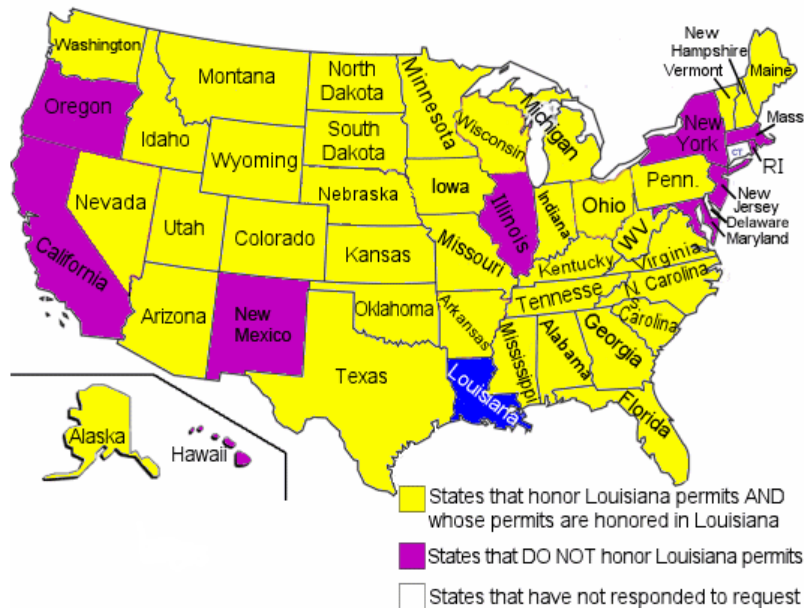 Washington
Montana
North
Dakota
Minnesota
New
Hampshire
Vermont
Maine
Oregon
Idaho
South
Dakota
Wisconsin
Michigan
New
York
Mass
CT
RI
Wyoming
Nevada
Utah
Colorado
Nebraska
Iowa
Illinois
Indiana
Ohio
Penn.
New
Jersey
Delaware
Maryland
California
Kansas
Missouri
Kentucky
WV
Virginia
Arizona
New
Mexico
Oklahoma
Arkansas
Tennesse
N. Carolina
S.
Carolina
Texas
Louisiana
Mississippi
Alabama
Georgia
Florida
Alaska
Hawaii
States that honor Louisiana permits AND
whose permits are honored in Louisiana
States that DO NOT honor Louisiana permits
States that have not responded to request